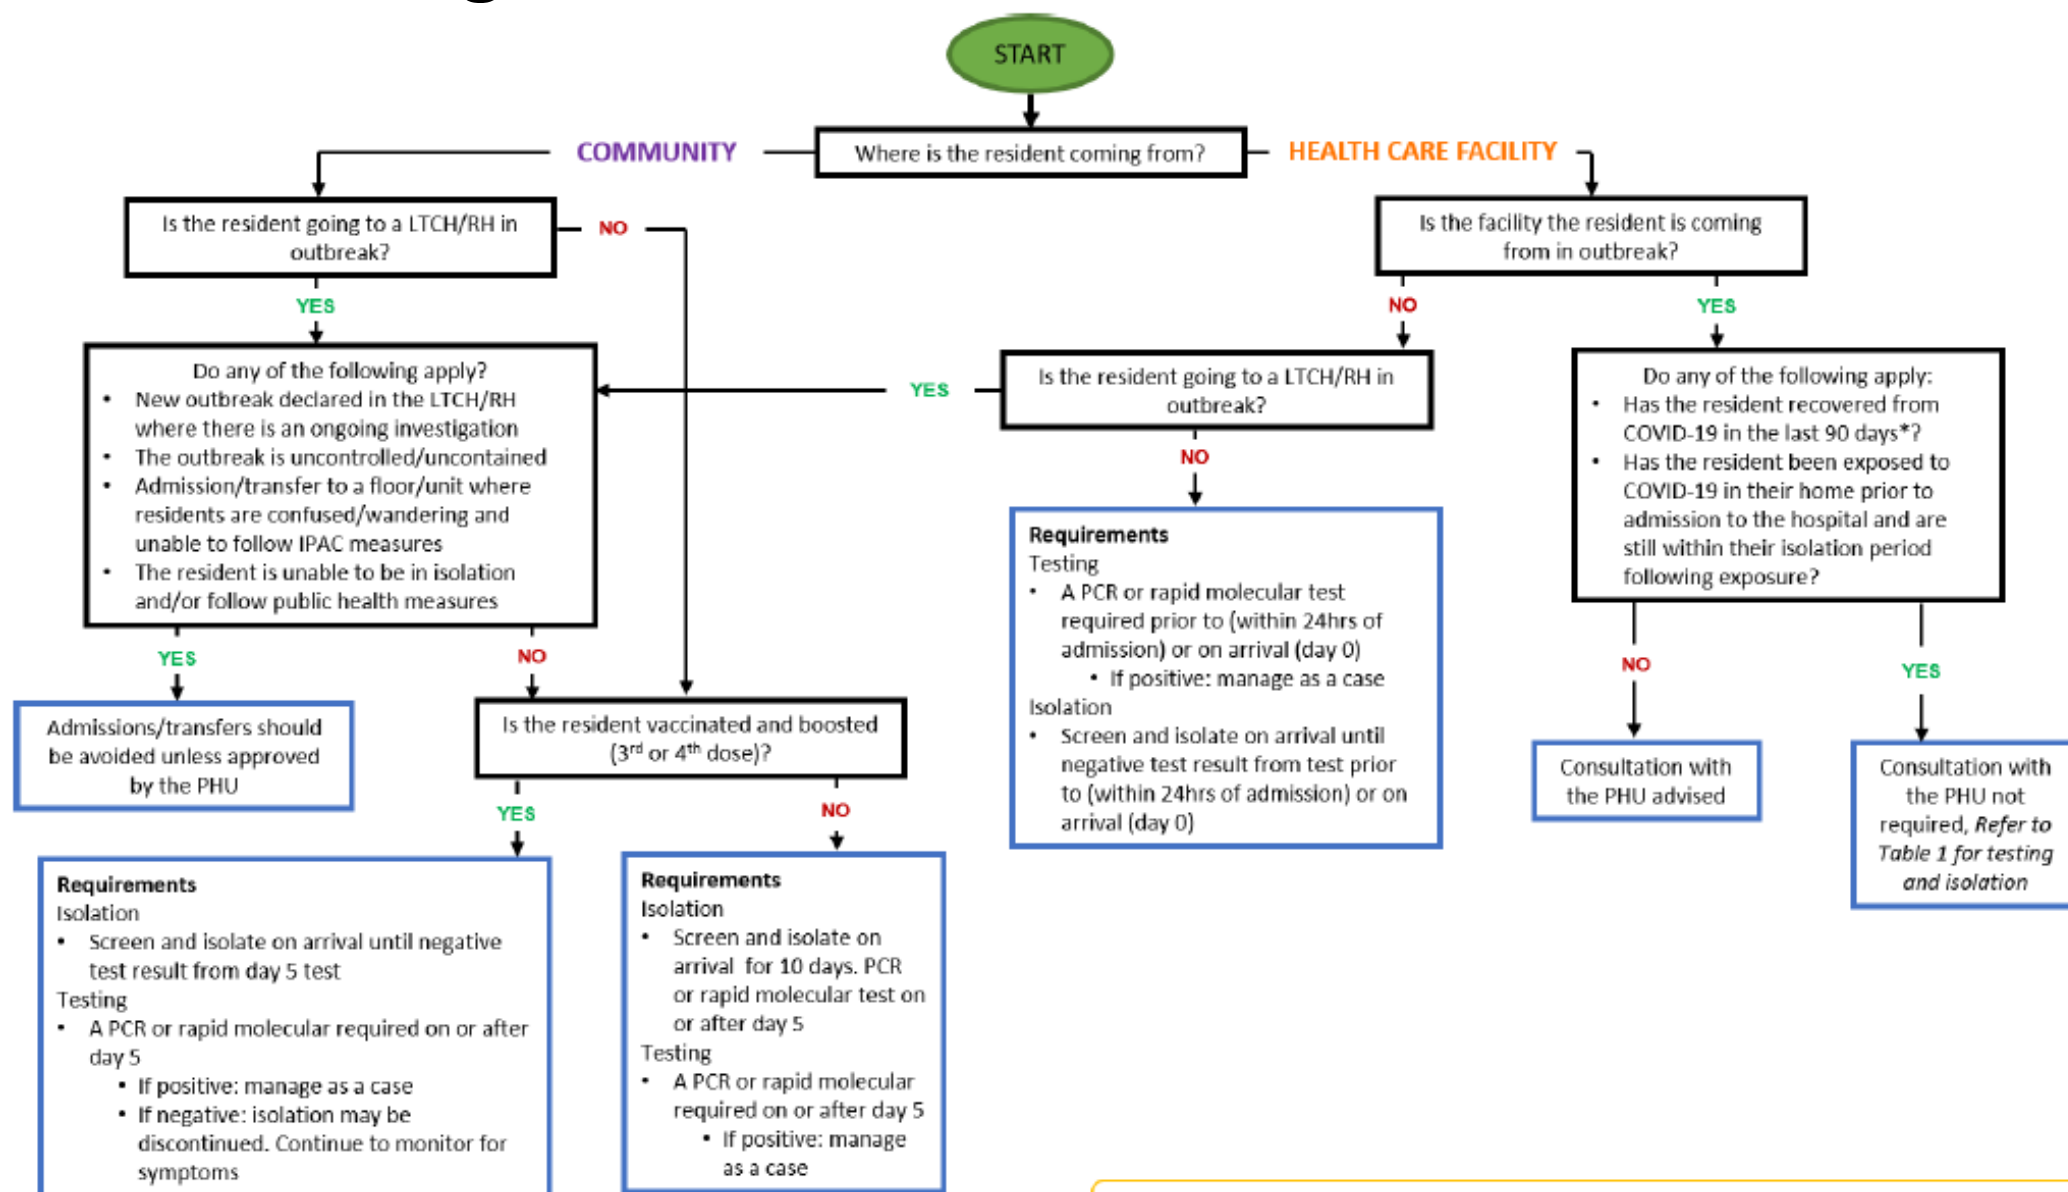 START
COMMUNITY
Where is the resident coming from?
HEALTH CARE FACILITY
Is the resident going to a LTCH/RH in
outbreak?
NO
YES
Is the facility the resident is coming
from in outbreak?
NO
YES
Do any of the following apply?
• New outbreak declared in the LTCH/RH
where there is an ongoing investigation
• The outbreak is uncontrolled/uncontained
• Admission/transfer to a floor/unit where
residents are confused/wandering and
unable to follow IPAC measures
• The resident is unable to be in isolation
and/or follow public health measures
YES
Is the resident going to a LTCH/RH in
outbreak?
NO
Do any of the following apply:
• Has the resident recovered from
COVID-19 in the last 90 days*?
• Has the resident been exposed to
COVID-19 in their home prior to
admission to the hospital and are
still within their isolation period
following exposure?
YES
NO
NO
YES
Admissions/transfers should
be avoided unless approved
by the PHU
Is the resident vaccinated and boosted
(3rd or 4th dose)?
YES
NO
Requirements
Testing
• A PCR or rapid molecular test
required prior to (within 24hrs of
admission) or on arrival (day 0)
• If positive: manage as a case
Isolation
• Screen and isolate on arrival until
negative test result from test prior
to (within 24hrs of admission) or on
arrival (day 0)
Consultation with
the PHU advised
Consultation with
the PHU not
required, Refer to
Table 1 for testing
and isolation
Requirements
Isolation
• Screen and isolate on arrival until negative
test result from day 5 test
Testing
• A PCR or rapid molecular required on or after
day 5
• If positive: manage as a case
• If negative: isolation may be
discontinued. Continue to monitor for
symptoms
Requirements
Isolation
• Screen and isolate on
arrival for 10 days. PCR
or rapid molecular test on
or after day 5
Testing
• A PCR or rapid molecular
required on or after day 5
• If positive: manage
as a case